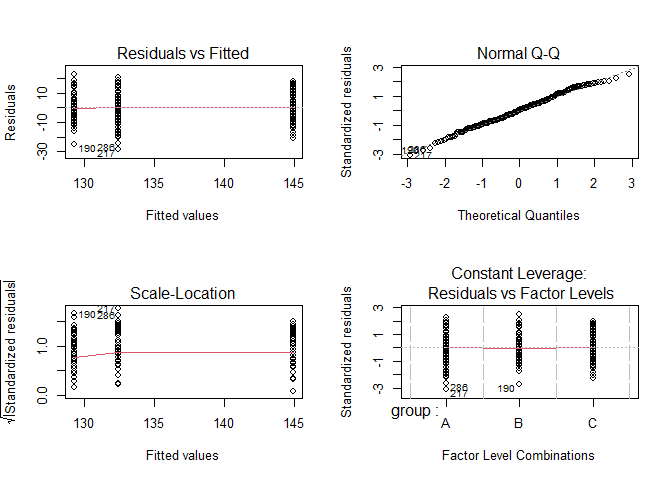 Residuals vs Fitted
Residuals
-30 -10 10
190 286
217
130 135 140 145
Fitted values
Normal Q-Q
Standardized residuals
-3 -1 1 3
190 286
217
-3 -2 -1 0 1 2 3
Theoretical Quantiles
Scale-Location
√|Standardized residuals|
0.0 1.0
217
190 286
130 135 140 145
Fitted values
Constant Leverage:
Residuals vs Factor Levels
Standardized residuals
-3 -1 1 3
286
217
190
group :
A B C
Factor Level Combinations